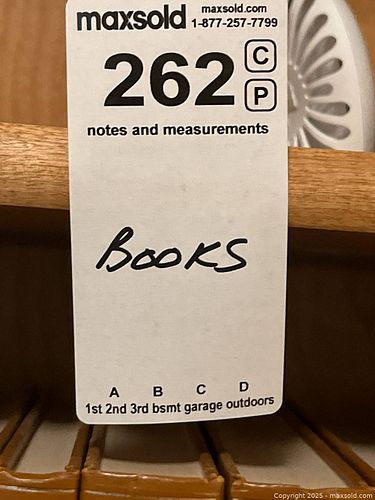 maxsold maxsold.com
1-877-257-7799
262 C
P
notes and measurements
Books
A B C D
1st 2nd 3rd bsmt garage outdoors
Copyright 2025 - maxsold.com